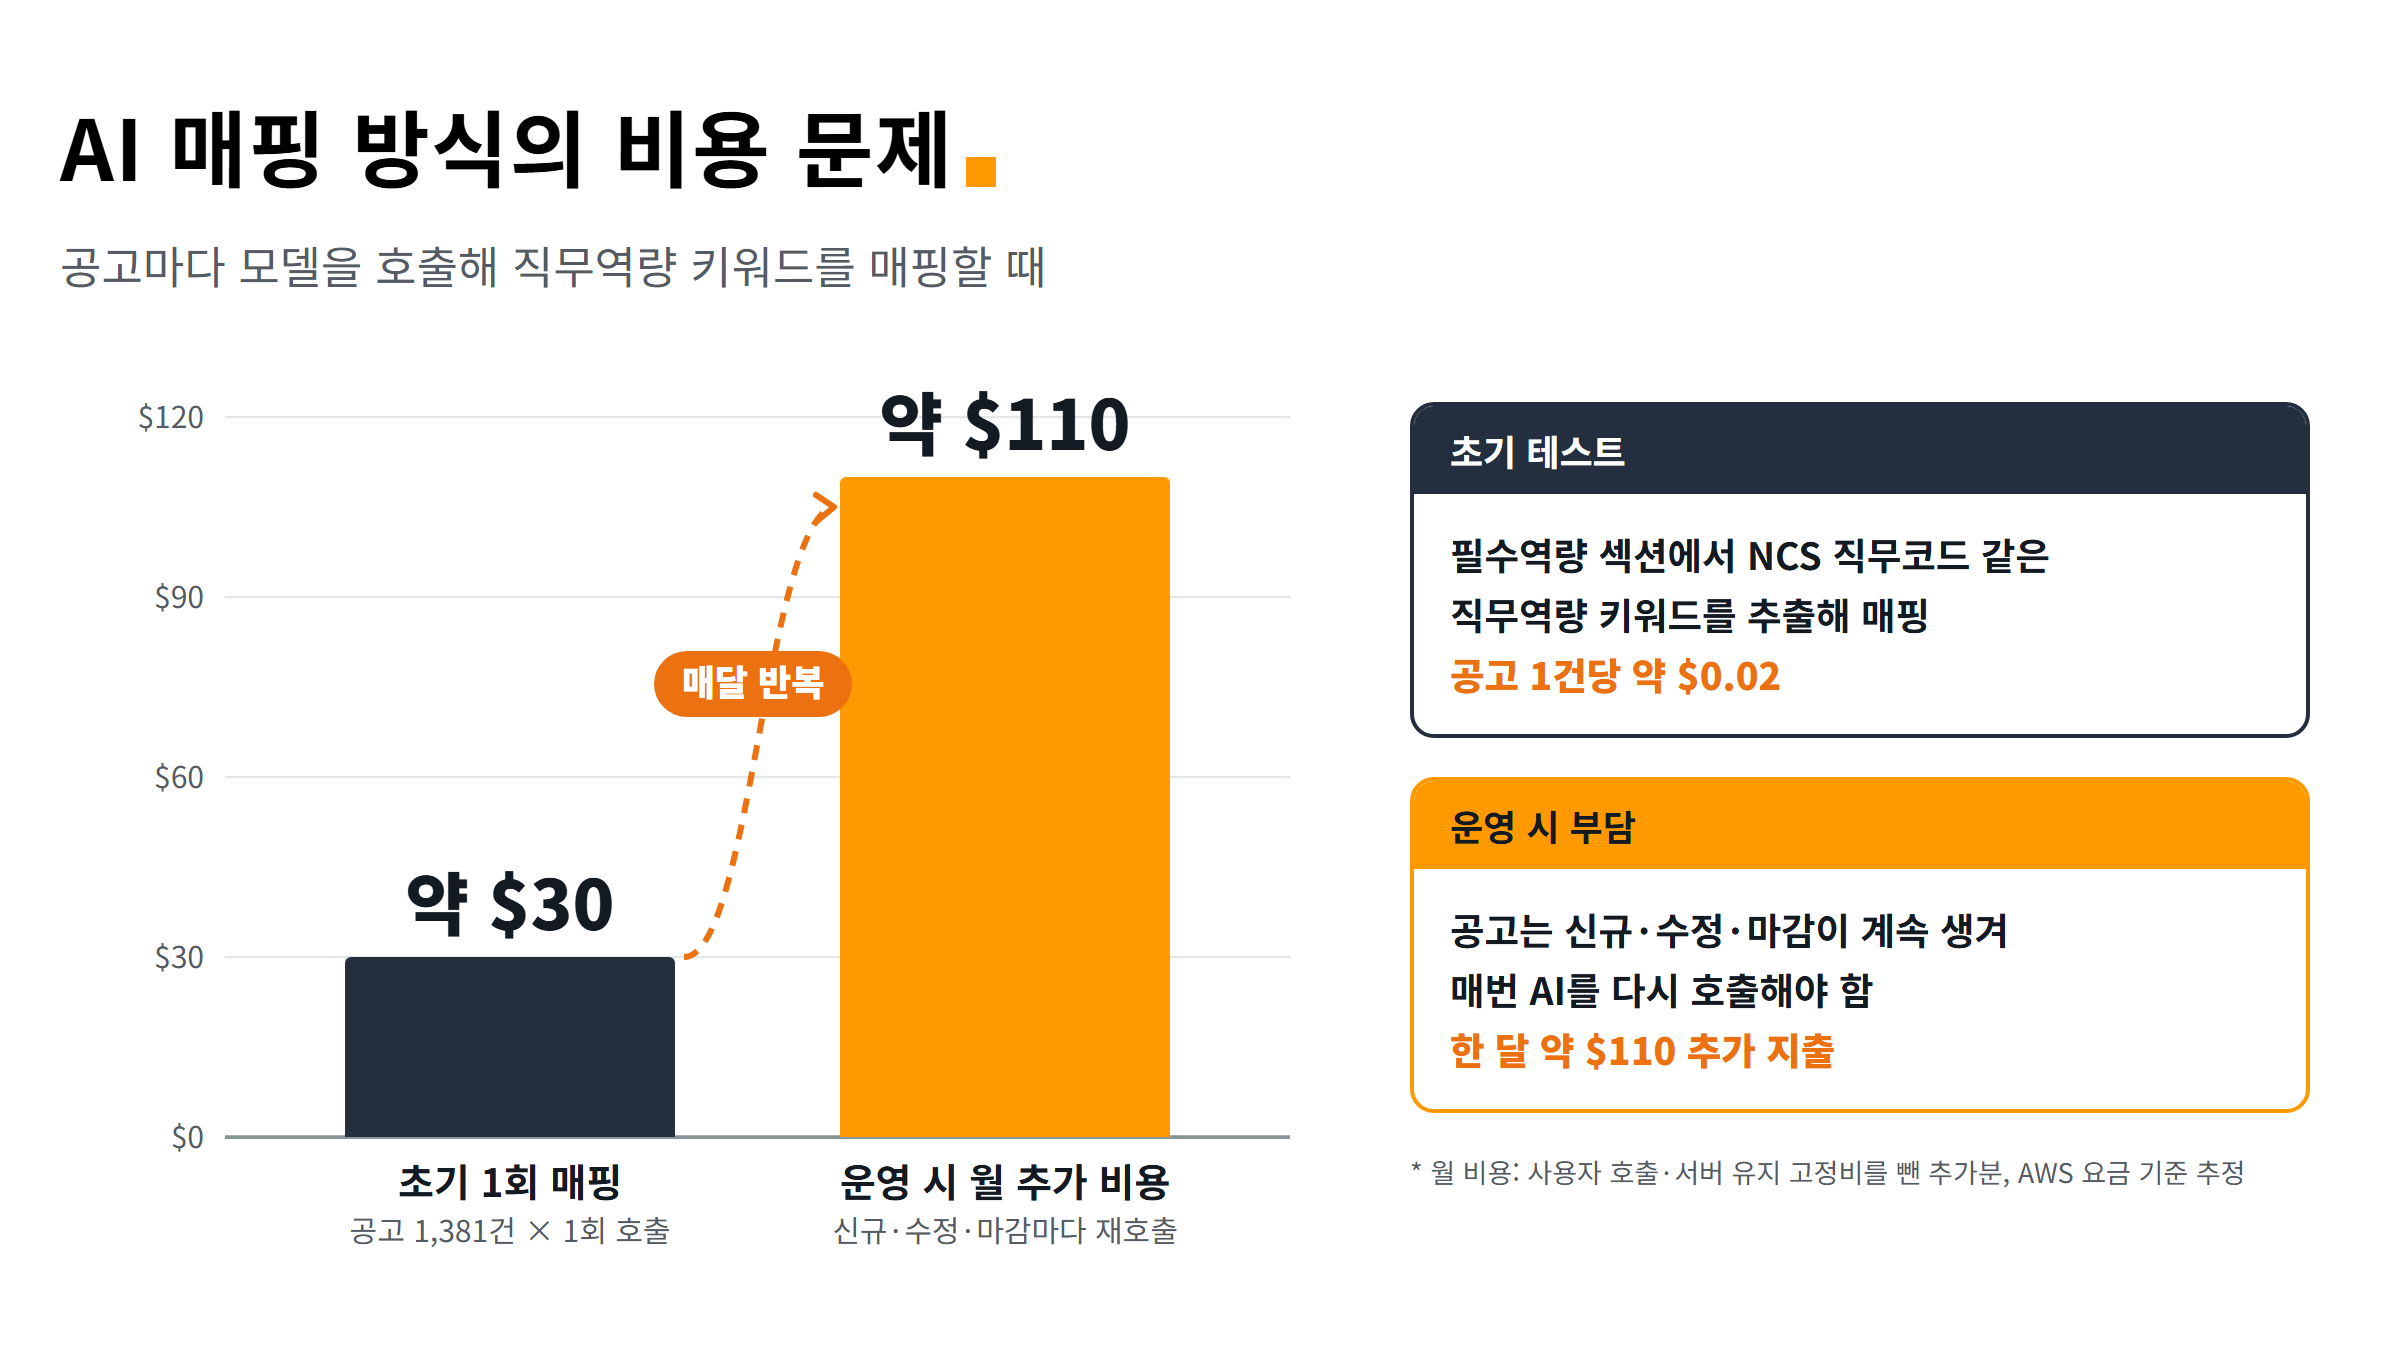 AI 매핑 방식의 비용 문제
공고마다 모델을 호출해 직무역량 키워드를 매핑할 때
$120
$90
$60
$30
$0
약 $110
매달 반복
약 $30
초기 1회 매핑
공고 1,381건 × 1회 호출
운영 시 월 추가 비용
신규·수정·마감마다 재호출
초기 테스트
필수역량 섹션에서 NCS 직무코드 같은
직무역량 키워드를 추출해 매핑
공고 1건당 약 $0.02
운영 시 부담
공고는 신규·수정·마감이 계속 생겨
매번 AI를 다시 호출해야 함
한 달 약 $110 추가 지출
* 월 비용: 사용자 호출·서버 유지 고정비를 뺀 추가분, AWS 요금 기준 추정